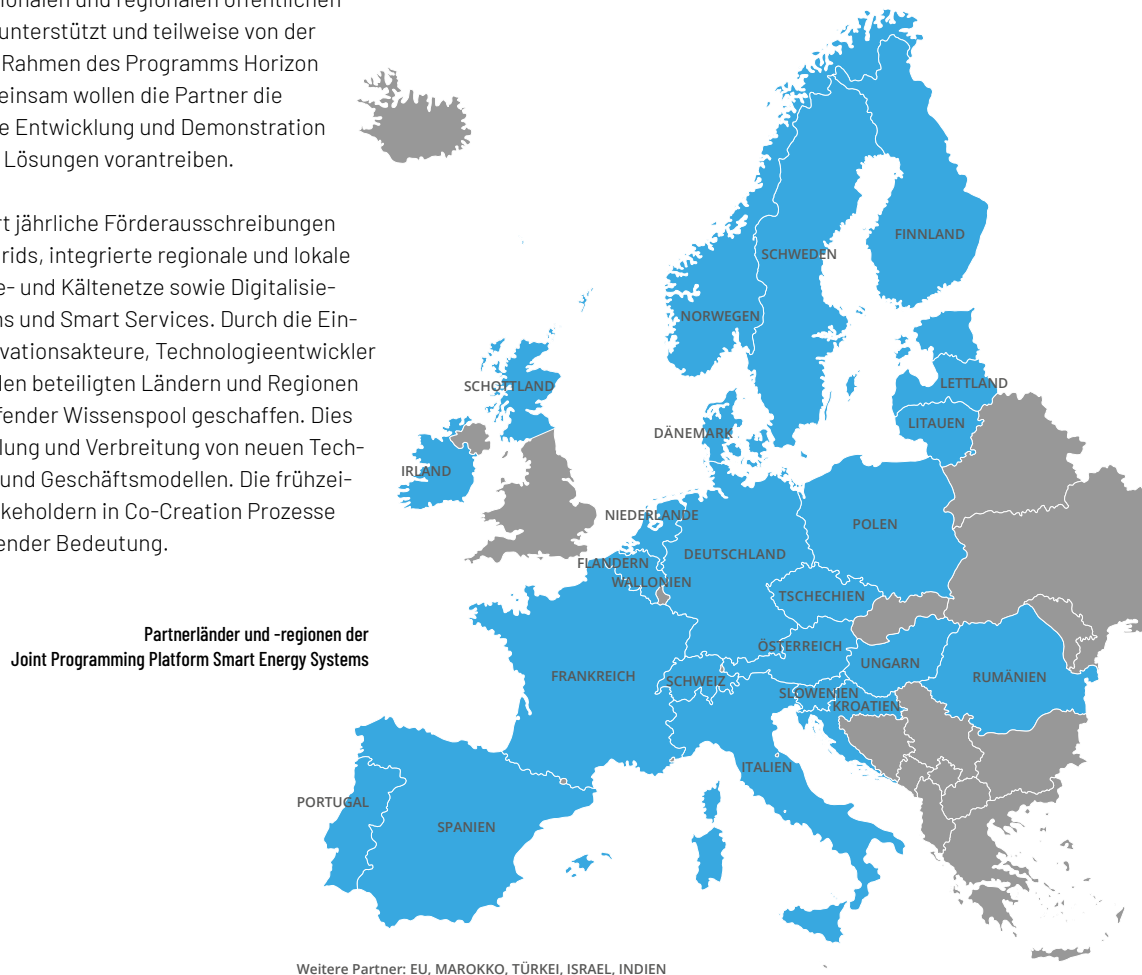 onalen und regionalen öffentlichen
unterstützt und teilweise von der
Rahmen des Programms Horizon
einsam wollen die Partner die
e Entwicklung und Demonstration
Lösungen vorantreiben.
rt jährliche Förderausschreibungen
rids, integrierte regionale und lokale
e- und Kältenetze sowie Digitalisie-
ns und Smart Services. Durch die Ein-
vationsakteure, Technologieentwickler
den beteiligten Ländern und Regionen
fender Wissenspool geschaffen. Dies
lung und Verbreitung von neuen Tech-
und Geschäftsmodellen. Die frühzei-
keholdern in Co-Creation Prozesse
ender Bedeutung.
Partnerländer und -regionen der
Joint Programming Platform Smart Energy Systems
FINNLAND
SCHWEDEN
NORWEGEN
SCHOTTLAND
LETTLAND
LITAUEN
DÄNEMARK
IRLAND
NIEDERLANDE
POLEN
DEUTSCHLAND
FLANDERN
WALLONIEN
TSCHECHIEN
ÖSTERREICH
UNGARN
FRANKREICH
SCHWEIZ
RUMÄNIEN
SLOWENIEN
KROATIEN
ITALIEN
PORTUGAL
SPANIEN
Weitere Partner: EU, MAROKKO, TÜRKEI, ISRAEL, INDIEN